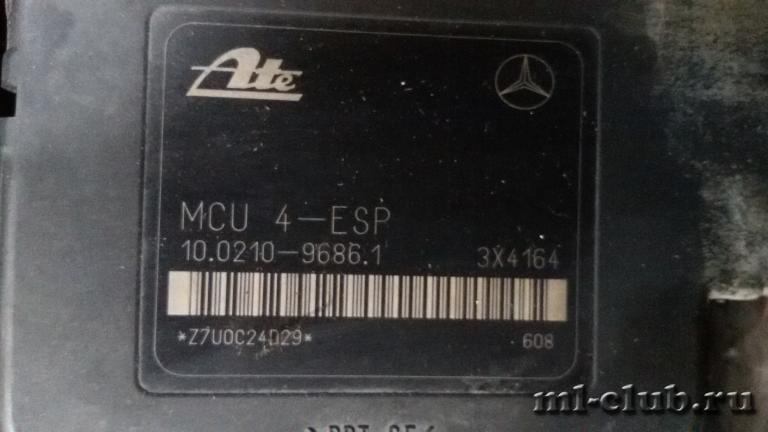 Ate
MCU 4-ESP
10.0210-9686.1 3X4164
*Z7U0C24D29*
608
ml-club.ru